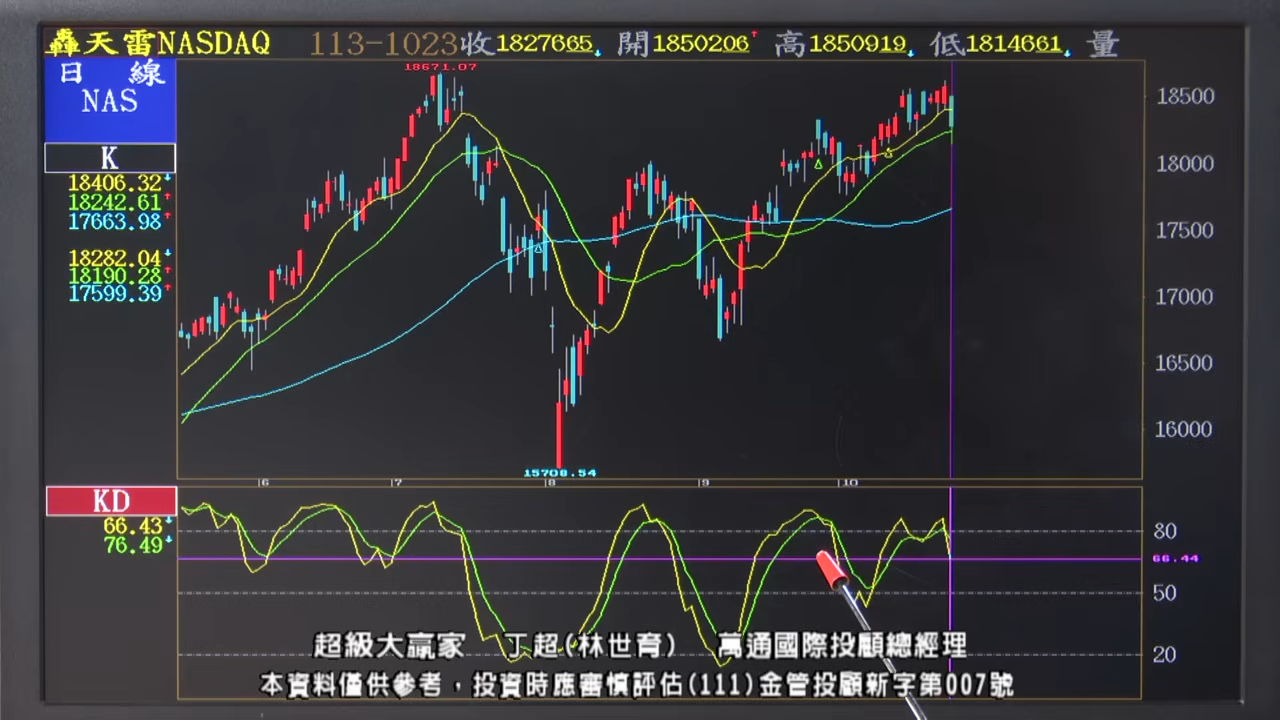 轟天雷NASDAQ 113-1023收1827665 開1850206 高1850919 低1814661 量
日 線
NAS
K
18406.32
18242.61
17663.98
18282.04
18190.28
17599.39
18671.07
15708.54
18500
18000
17500
17000
16500
16000
6 7 8 9 10
KD
66.43
76.49
80
66.44
50
20
超級大贏家 丁超(林世育) 萬通國際投顧總經理
本資料僅供參考，投資時應審慎評估(111)金管投顧新字第007號